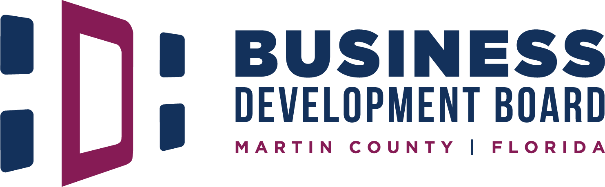 BUSINESS
DEVELOPMENT BOARD
MARTIN COUNTY | FLORIDA